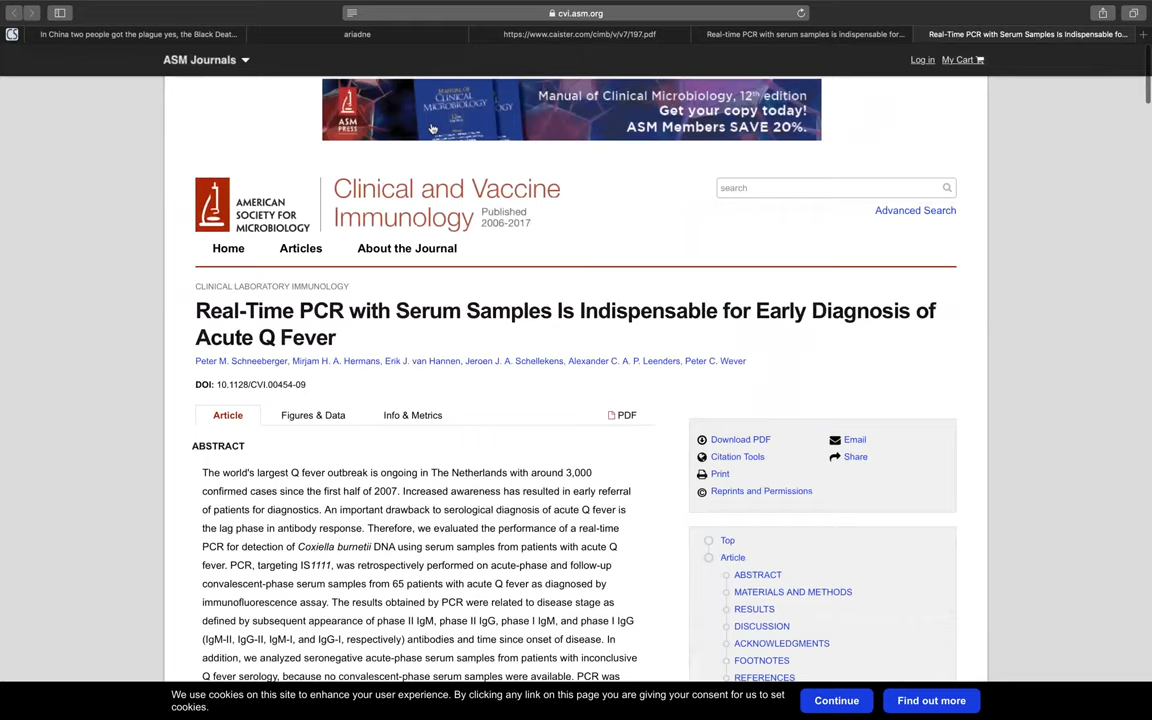 cvi.asm.org
In China two people got the plague yes, the Black Deat...
ariadne
https://www.caister.com/cimb/v/v7/197.pdf
Real-time PCR with serum samples is indispensable for...
Real-Time PCR with Serum Samples Is Indispensable fo...
ASM Journals
Log in My Cart
Manual of Clinical Microbiology, 12th edition
Get your copy today!
ASM Members SAVE 20%.
ASM
PRESS
CLINICAL
MICROBIOLOGY
AMERICAN
SOCIETY FOR
MICROBIOLOGY
Clinical and Vaccine
Immunology
Published
2006-2017
search
Advanced Search
Home Articles About the Journal
CLINICAL LABORATORY IMMUNOLOGY
Real-Time PCR with Serum Samples Is Indispensable for Early Diagnosis of
Acute Q Fever
Peter M. Schneeberger, Mirjam H. A. Hermans, Erik J. van Hannen, Jeroen J. A. Schellekens, Alexander C. A. P. Leenders, Peter C. Wever
DOI: 10.1128/CVI.00454-09
Article Figures & Data Info & Metrics PDF
ABSTRACT
The world's largest Q fever outbreak is ongoing in The Netherlands with around 3,000
confirmed cases since the first half of 2007. Increased awareness has resulted in early referral
of patients for diagnostics. An important drawback to serological diagnosis of acute Q fever is
the lag phase in antibody response. Therefore, we evaluated the performance of a real-time
PCR for detection of Coxiella burnetii DNA using serum samples from patients with acute Q
fever. PCR, targeting IS1111, was retrospectively performed on acute-phase and follow-up
convalescent-phase serum samples from 65 patients with acute Q fever as diagnosed by
immunofluorescence assay. The results obtained by PCR were related to disease stage as
defined by subsequent appearance of phase II IgM, phase II IgG, phase I IgM, and phase I IgG
(IgM-II, IgG-II, IgM-I, and IgG-I, respectively) antibodies and time since onset of disease. In
addition, we analyzed seronegative acute-phase serum samples from patients with inconclusive
Q fever serology, because no convalescent-phase serum samples were available. PCR was
Download PDF
Email
Citation Tools
Share
Print
Reprints and Permissions
Top
Article
ABSTRACT
MATERIALS AND METHODS
RESULTS
DISCUSSION
ACKNOWLEDGMENTS
FOOTNOTES
REFERENCES
We use cookies on this site to enhance your user experience. By clicking any link on this page you are giving your consent for us to set
cookies.
Continue
Find out more